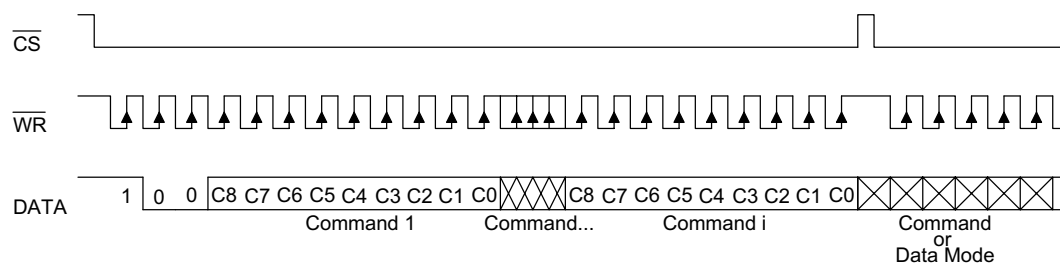 CS
WR
DATA 1 0 0 C8 C7 C6 C5 C4 C3 C2 C1 C0 C8 C7 C6 C5 C4 C3 C2 C1 C0
Command 1 Command... Command i Command
or
Data Mode